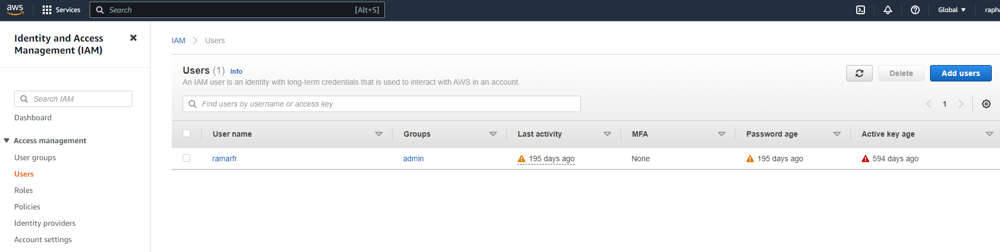 aws Services Search [Alt+S] Global raph
Identity and Access
Management (IAM)
Search IAM
Dashboard
Access management
User groups
Users
Roles
Policies
Identity providers
Account settings
IAM Users
Users (1) Info
An IAM user is an identity with long-term credentials that is used to interact with AWS in an account.
Delete Add users
Find users by username or access key
1
User name Groups Last activity MFA Password age Active key age
ramarfr admin 195 days ago None 195 days ago 594 days ago